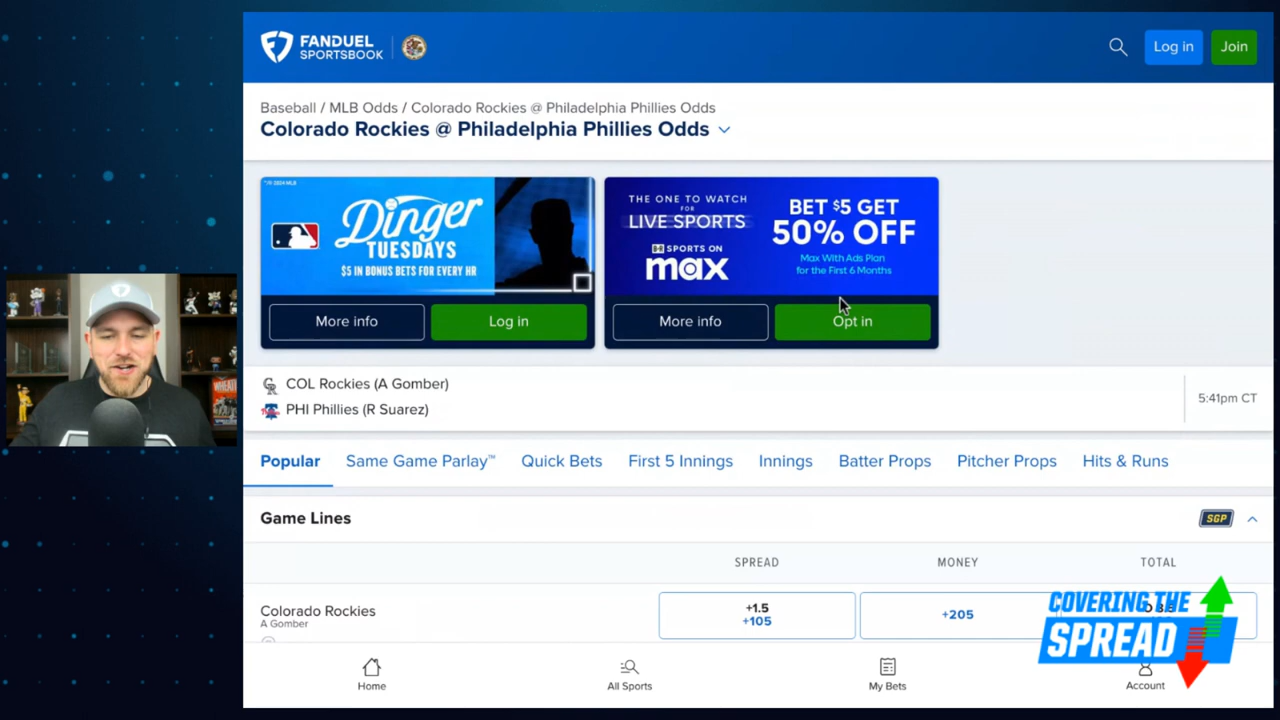 FANDUEL
SPORTSBOOK
Log in
Join
Baseball / MLB Odds / Colorado Rockies @ Philadelphia Phillies Odds
Colorado Rockies @ Philadelphia Phillies Odds
Dinger
TUESDAYS
$5 IN BONUS BETS FOR EVERY HR
More info
Log in
THE ONE TO WATCH
FOR
LIVE SPORTS
B/R SPORTS ON
max
BET $5 GET
50% OFF
Max With Ads Plan
for the First 6 Months
More info
Opt in
COL Rockies (A Gomber)
PHI Phillies (R Suarez)
5:41pm CT
Popular
Same Game Parlay™
Quick Bets
First 5 Innings
Innings
Batter Props
Pitcher Props
Hits & Runs
Game Lines
SGP
SPREAD
MONEY
TOTAL
Colorado Rockies
A Gomber
+1.5
+105
+205
COVERING THE
SPREAD
Home
All Sports
My Bets
Account